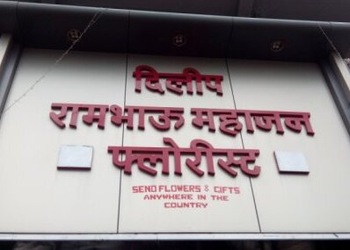 दिलीप
रामभाऊ महाजन
फ्लोरीस्ट
SEND FLOWERS & GIFTS
ANYWHERE IN THE
COUNTRY